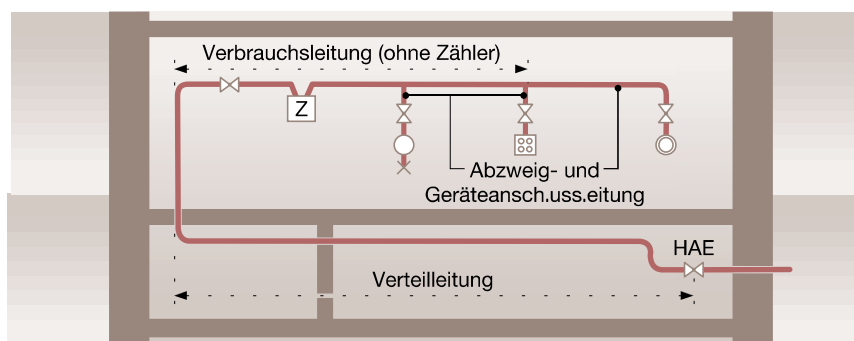 Verbrauchsleitung (ohne Zähler)
Z
Abzweig- und
Geräteansch.uss.eitung
HAE
Verteilleitung